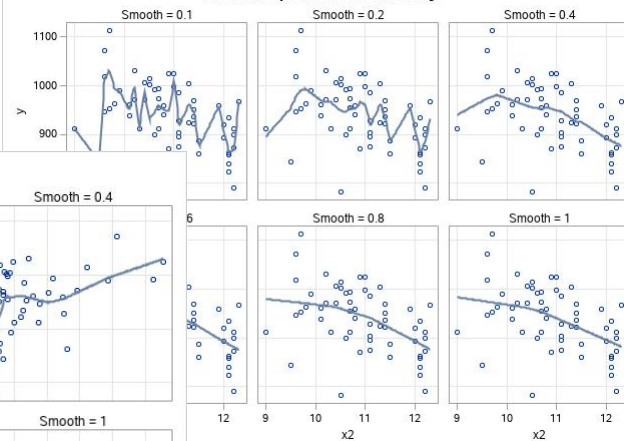 Smooth = 0.1
Smooth = 0.2
Smooth = 0.4
1100
1000
900
y
Smooth = 0.4
6
Smooth = 0.8
Smooth = 1
12
9
10
11
12
9
10
11
12
x2
x2
Smooth = 1